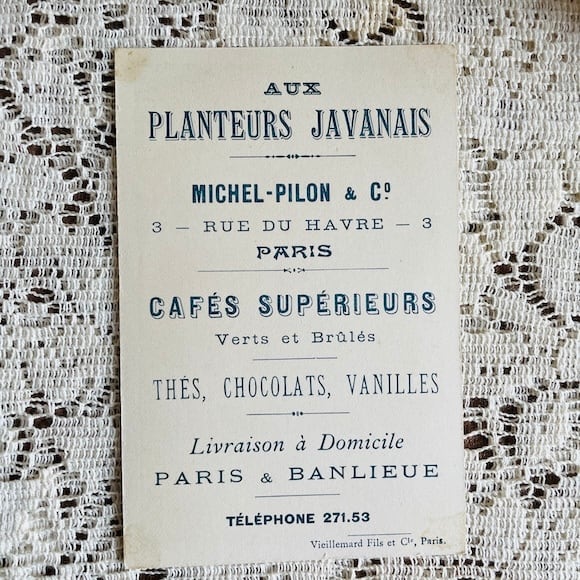 AUX
PLANTEURS JAVANAIS
MICHEL-PILON & Cº
3 – RUE DU HAVRE – 3
PARIS
CAFÉS SUPÉRIEURS
Verts et Brûlés
THÉS, CHOCOLATS, VANILLES
Livraison à Domicile
PARIS & BANLIEUE
TÉLÉPHONE 271.53
Vieillemard Fils et Cie, Paris.